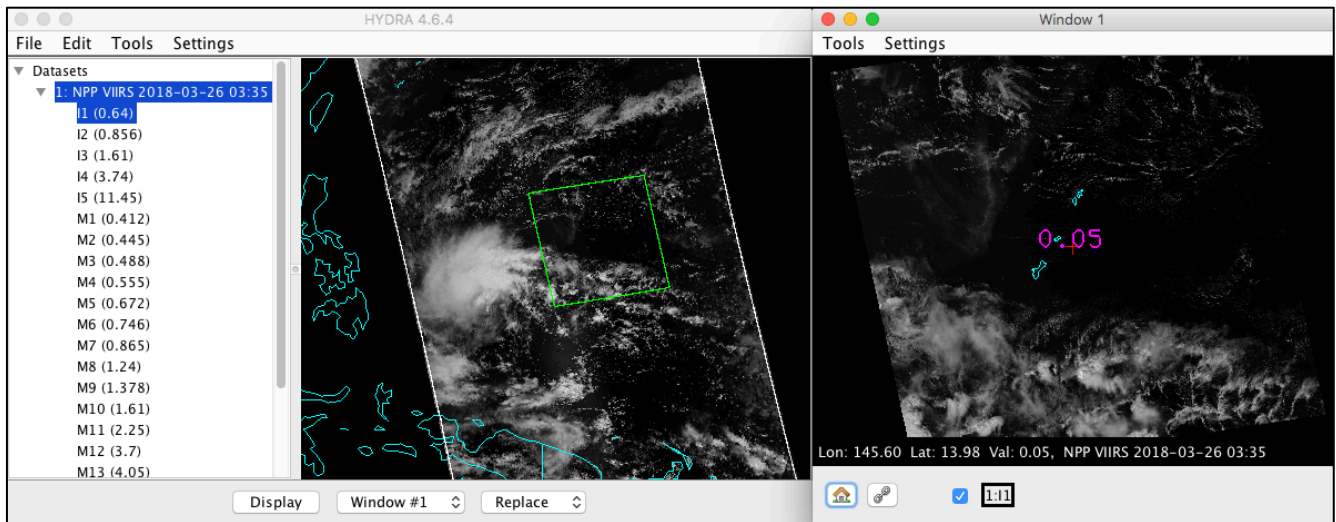 HYDRA 4.6.4
File Edit Tools Settings
Datasets
1: NPP VIIRS 2018-03-26 03:35
I1 (0.64)
I2 (0.856)
I3 (1.61)
I4 (3.74)
I5 (11.45)
M1 (0.412)
M2 (0.445)
M3 (0.488)
M4 (0.555)
M5 (0.672)
M6 (0.746)
M7 (0.865)
M8 (1.24)
M9 (1.378)
M10 (1.61)
M11 (2.25)
M12 (3.7)
M13 (4.05)
Display Window #1 Replace
Window 1
Tools Settings
0.05
Lon: 145.60 Lat: 13.98 Val: 0.05, NPP VIIRS 2018-03-26 03:35
1:I1